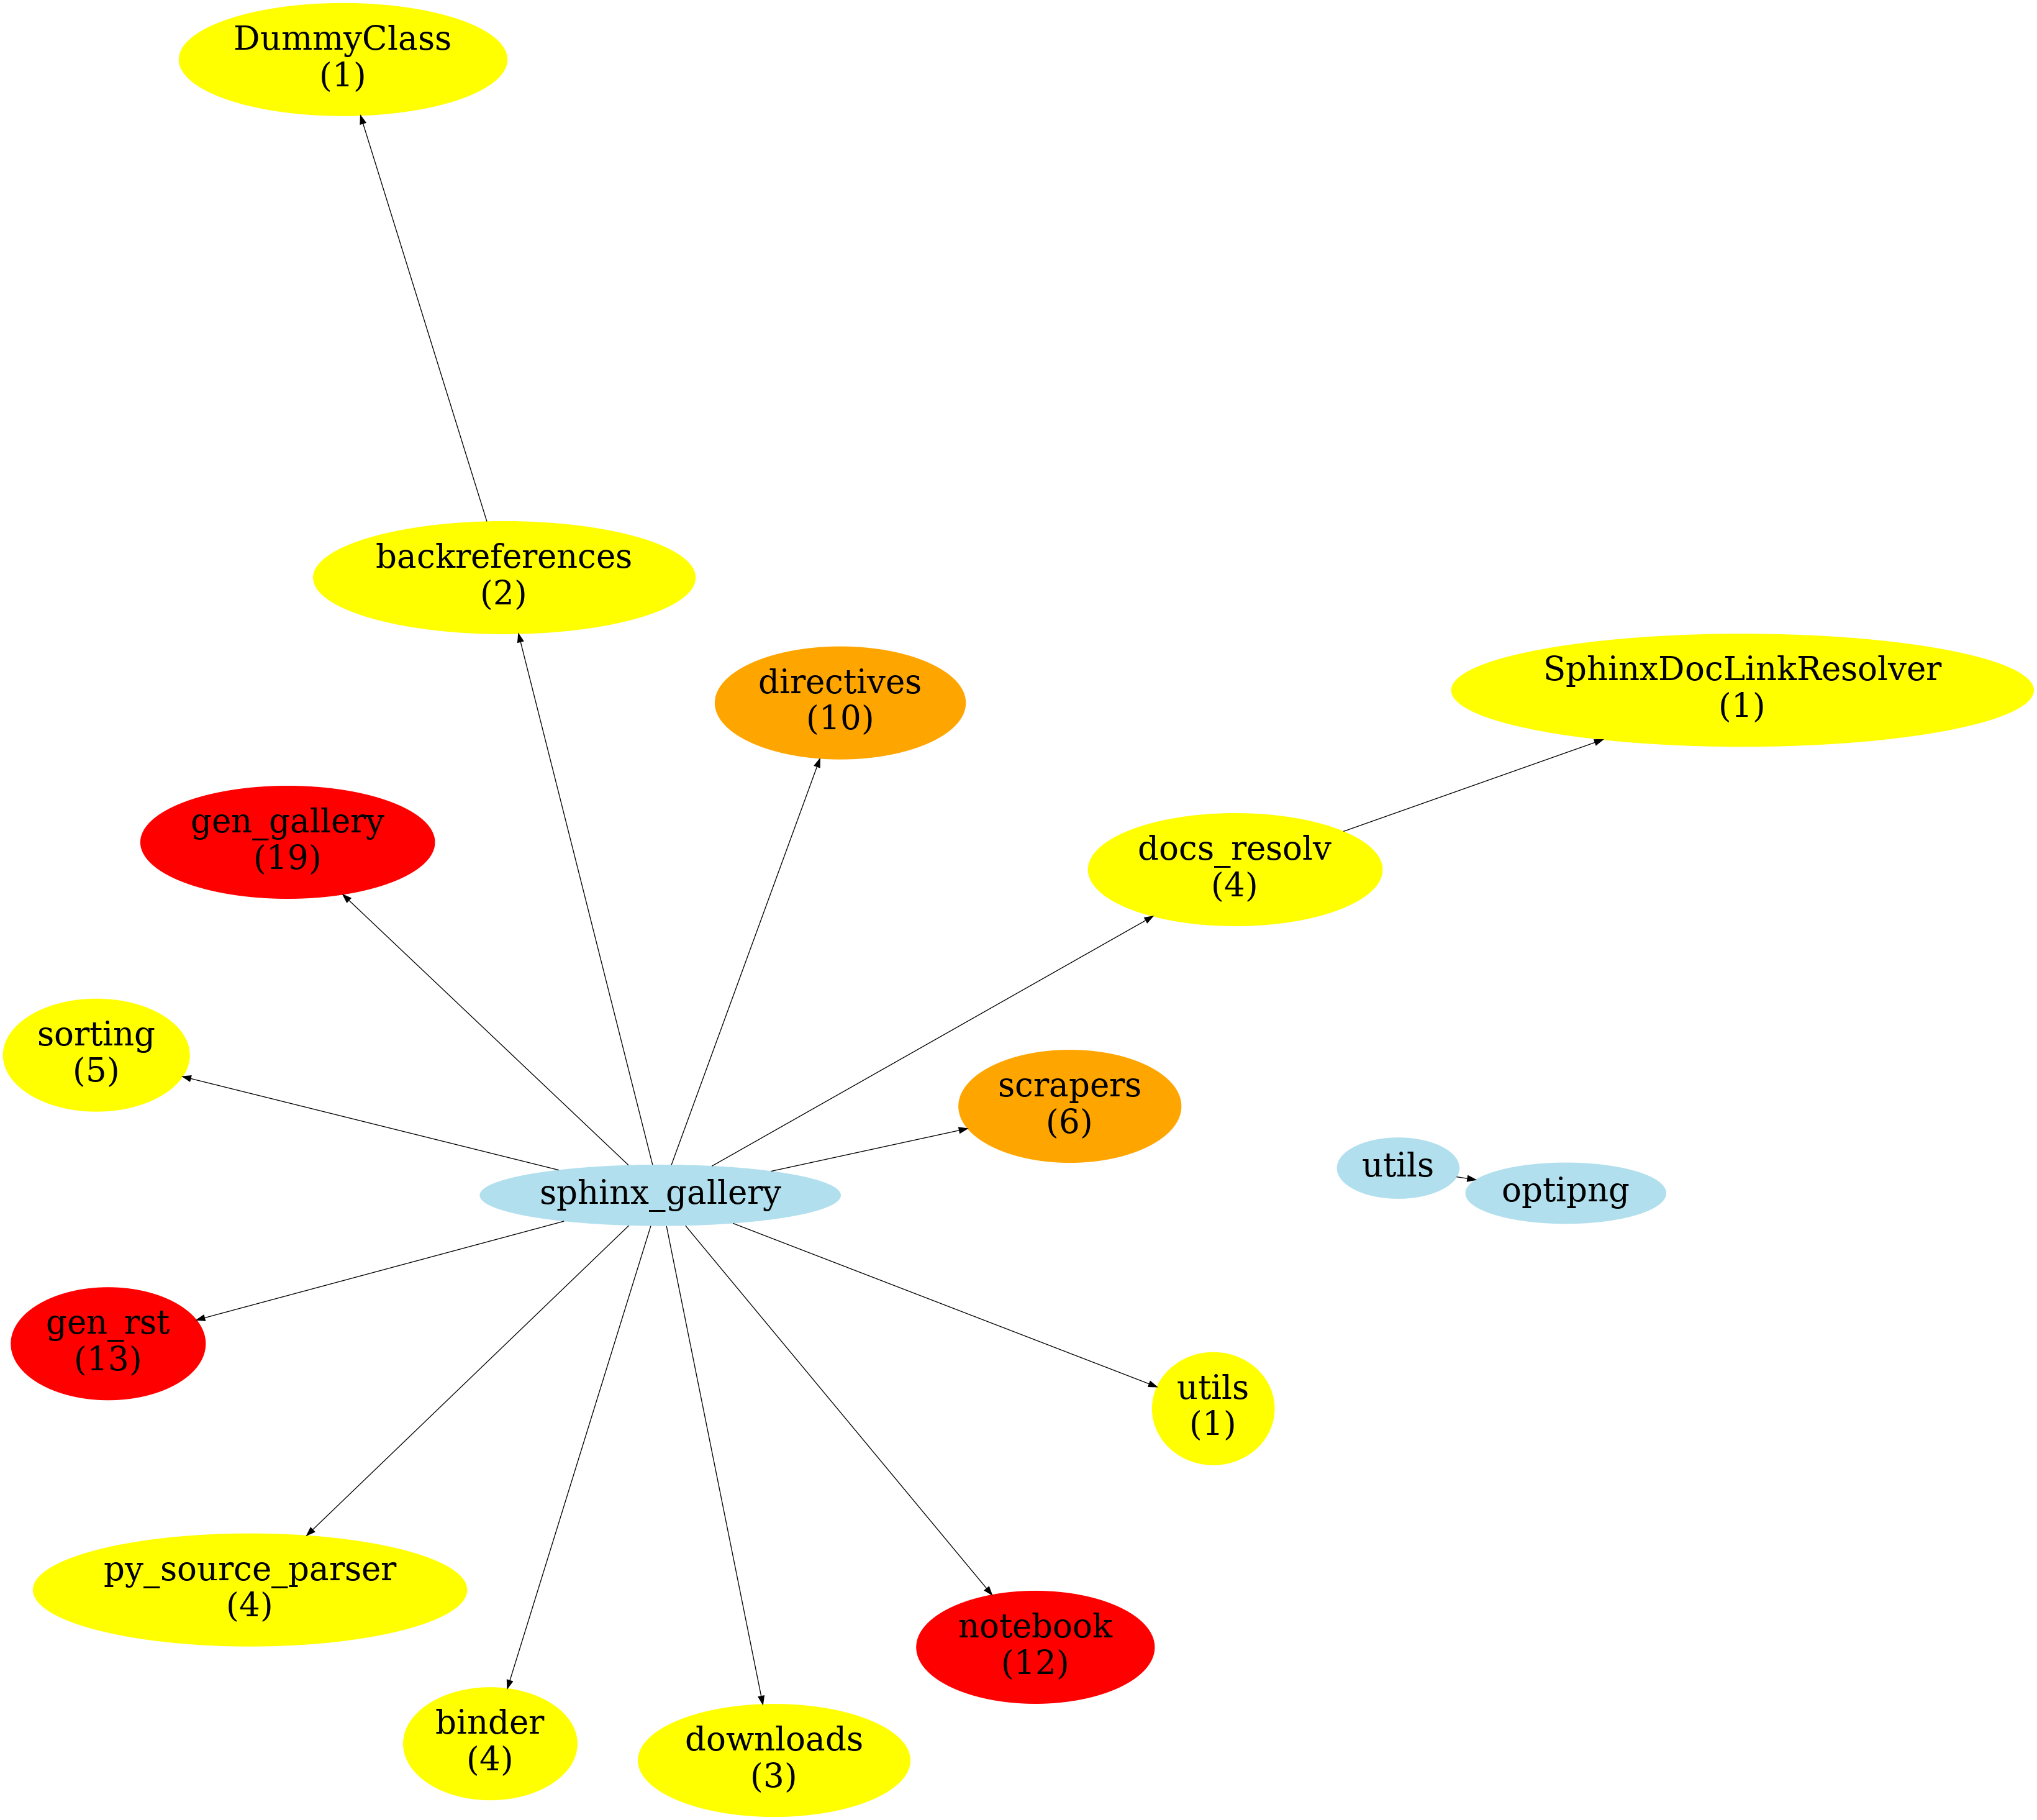 DummyClass
(1)
backreferences
(2)
directives
(10)
SphinxDocLinkResolver
(1)
gen_gallery
(19)
docs_resolv
(4)
sorting
(5)
scrapers
(6)
utils
optipng
sphinx_gallery
gen_rst
(13)
utils
(1)
py_source_parser
(4)
notebook
(12)
binder
(4)
downloads
(3)